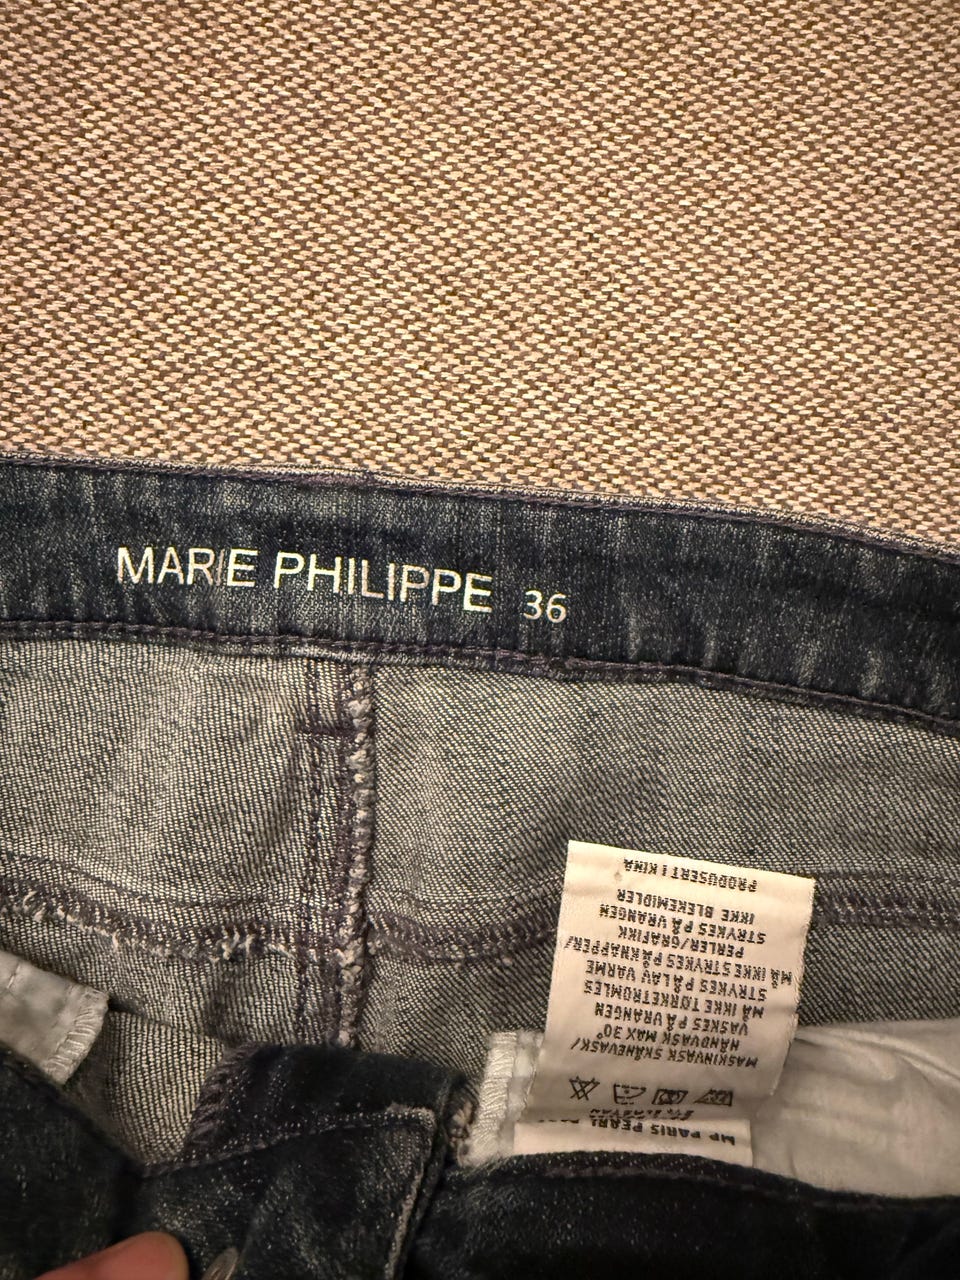 MARIE PHILIPPE 36
MP PARIS PEARL
MASKINVASK SKÅNEVASK/
HÅNDVASK MAX 30°
VASKES PÅ VRANGEN
MÅ IKKE TØRKETROMLES
STRYKES PÅ LAV VARME
MÅ IKKE STRYKES PÅ KNAPPER/
PERLER/GRAFIKK
STRYKES PÅ VRANGEN
IKKE BLEKEMIDLER
PRODUSERT I KINA